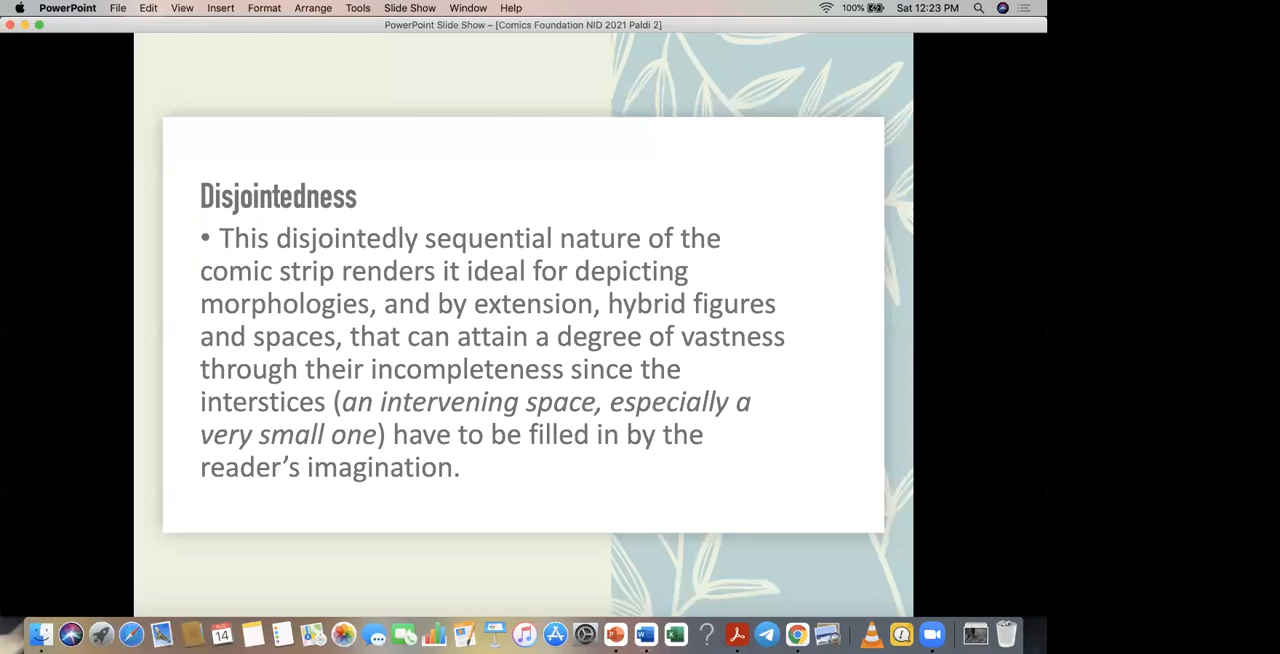 PowerPoint File Edit View Insert Format Arrange Tools Slide Show Window Help 100% Sat 12:23 PM
PowerPoint Slide Show – [Comics Foundation NID 2021 Paldi 2]
Disjointedness
• This disjointedly sequential nature of the
comic strip renders it ideal for depicting
morphologies, and by extension, hybrid figures
and spaces, that can attain a degree of vastness
through their incompleteness since the
interstices (an intervening space, especially a
very small one) have to be filled in by the
reader’s imagination.
14